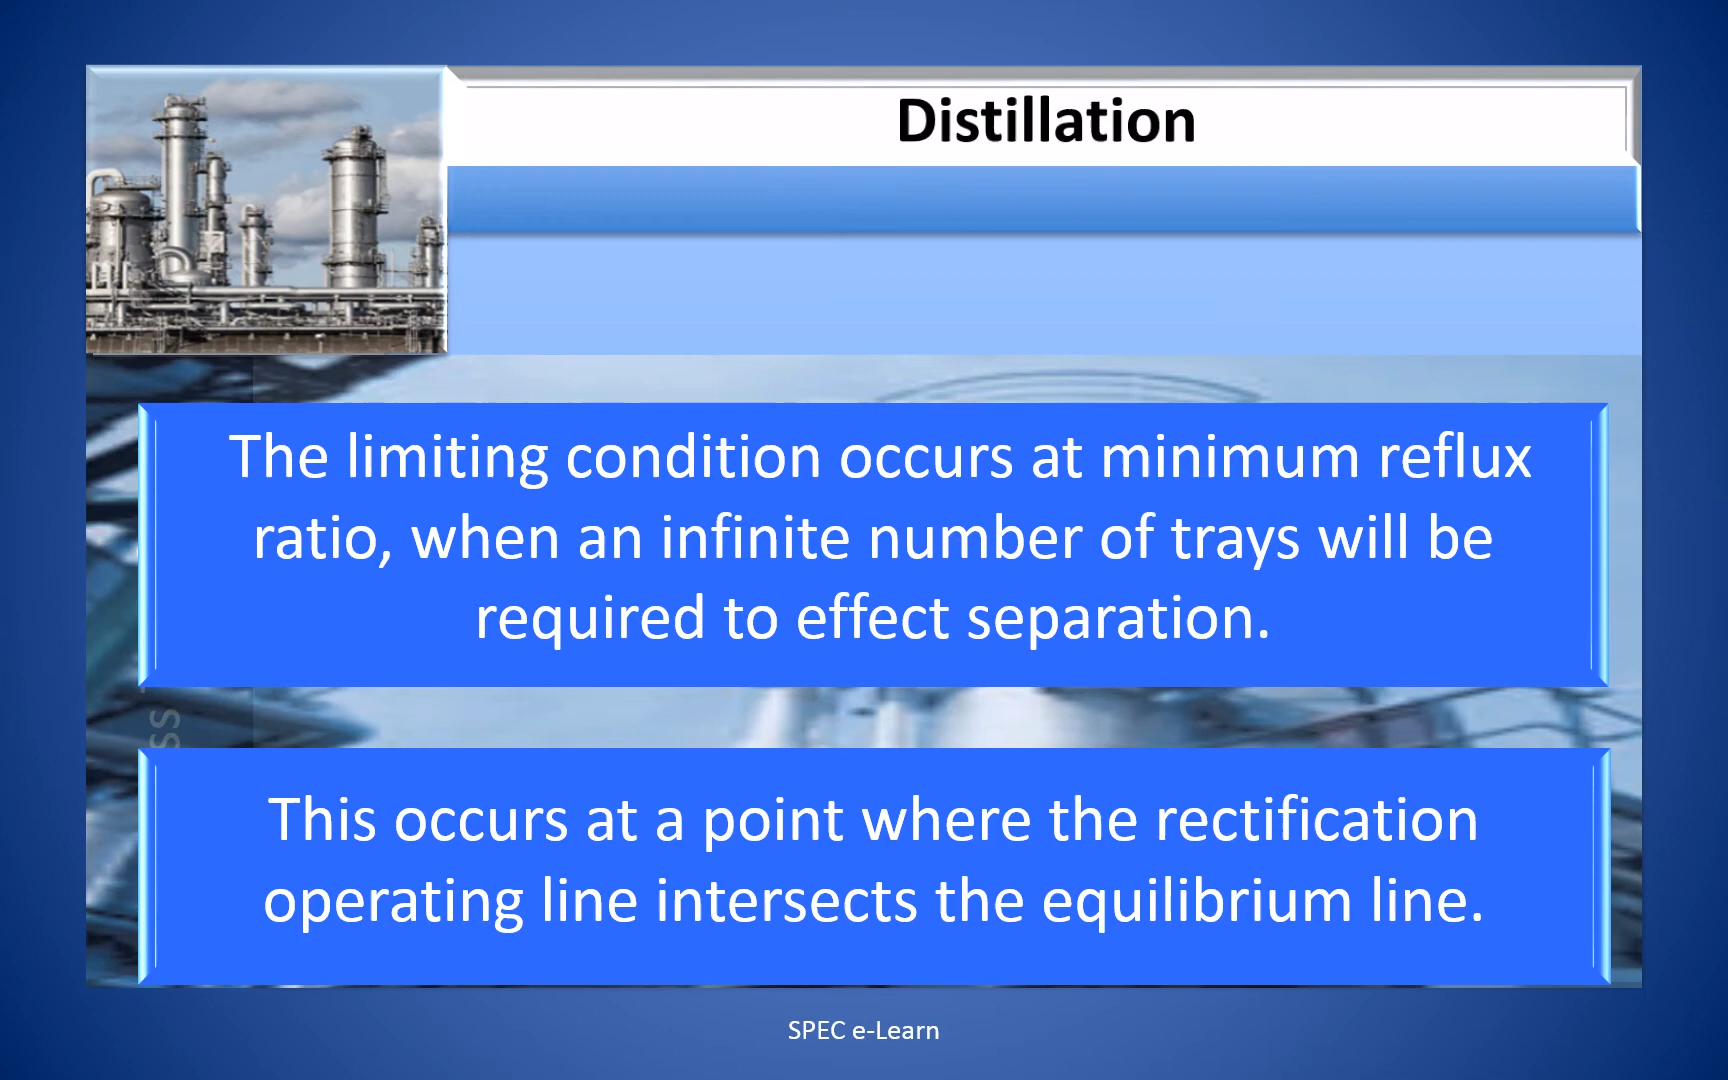 Distillation
The limiting condition occurs at minimum reflux
ratio, when an infinite number of trays will be
required to effect separation.
This occurs at a point where the rectification
operating line intersects the equilibrium line.
SPEC e-Learn